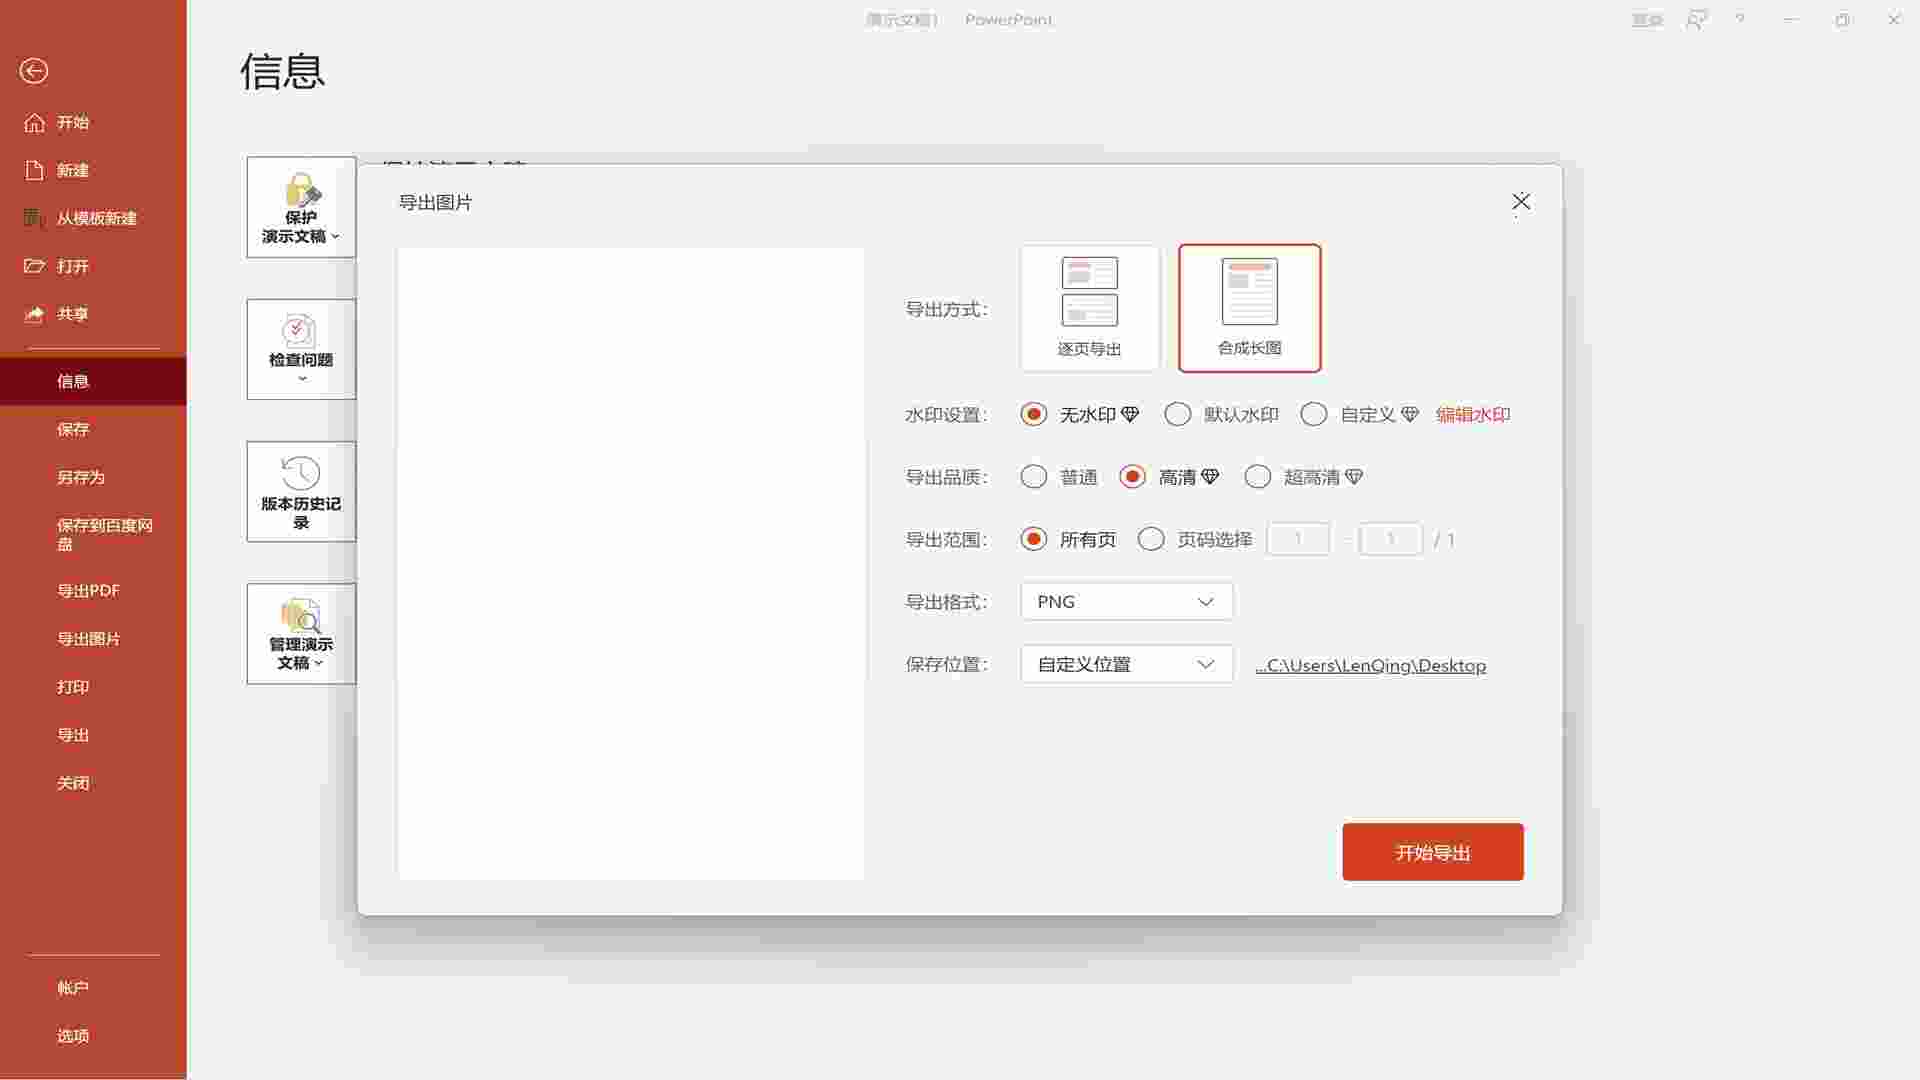 演示文稿1 PowerPoint
登录
?
信息
开始
新建
从模板新建
打开
共享
信息
保存
另存为
保存到百度网
盘
导出PDF
导出图片
打印
导出
关闭
帐户
选项
保护
演示文稿
检查问题
版本历史记
录
管理演示
文稿
导出图片
导出方式:
逐页导出
合成长图
水印设置:
无水印
默认水印
自定义
编辑水印
导出品质:
普通
高清
超高清
导出范围:
所有页
页码选择
1 - 1 / 1
导出格式:
PNG
保存位置:
自定义位置
...C:\Users\LenQing\Desktop
开始导出